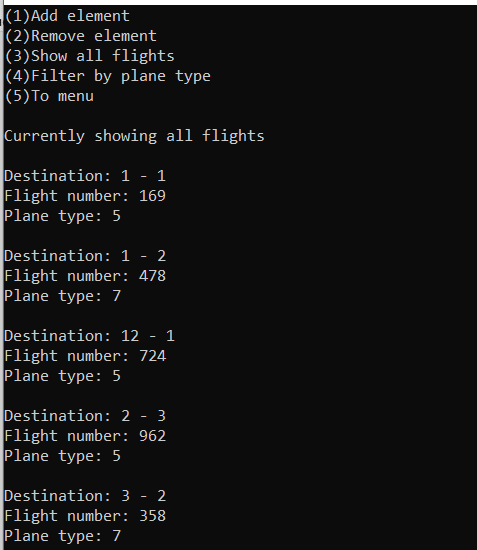 (1)Add element
(2)Remove element
(3)Show all flights
(4)Filter by plane type
(5)To menu
Currently showing all flights
Destination: 1 - 1
Flight number: 169
Plane type: 5
Destination: 1 - 2
Flight number: 478
Plane type: 7
Destination: 12 - 1
Flight number: 724
Plane type: 5
Destination: 2 - 3
Flight number: 962
Plane type: 5
Destination: 3 - 2
Flight number: 358
Plane type: 7